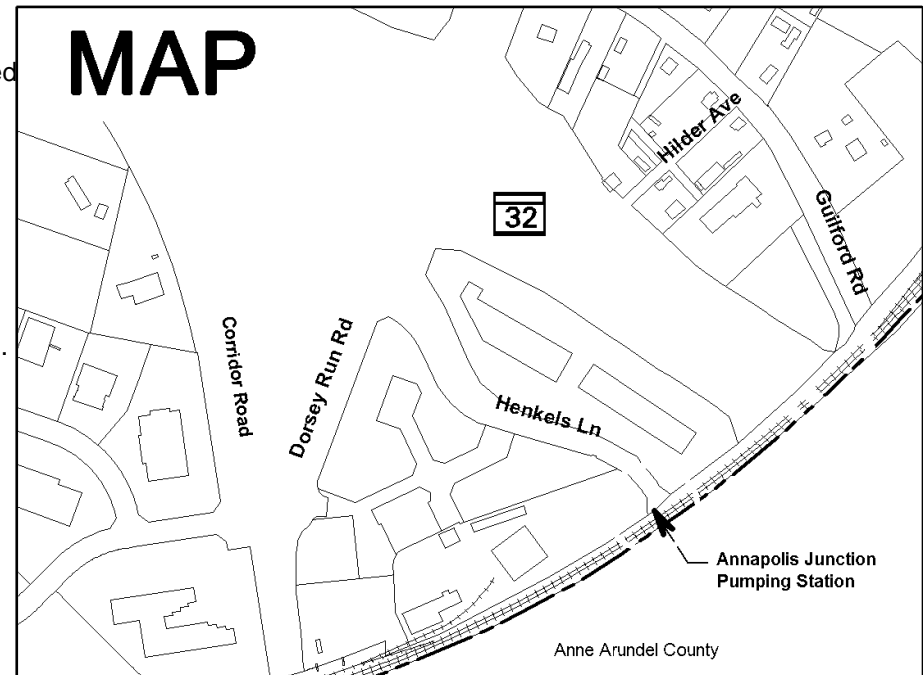 MAP
ed
Hilder Ave
32
Guilford Rd
Corridor Road
Dorsey Run Rd
.
Henkels Ln
Annapolis Junction
Pumping Station
Anne Arundel County